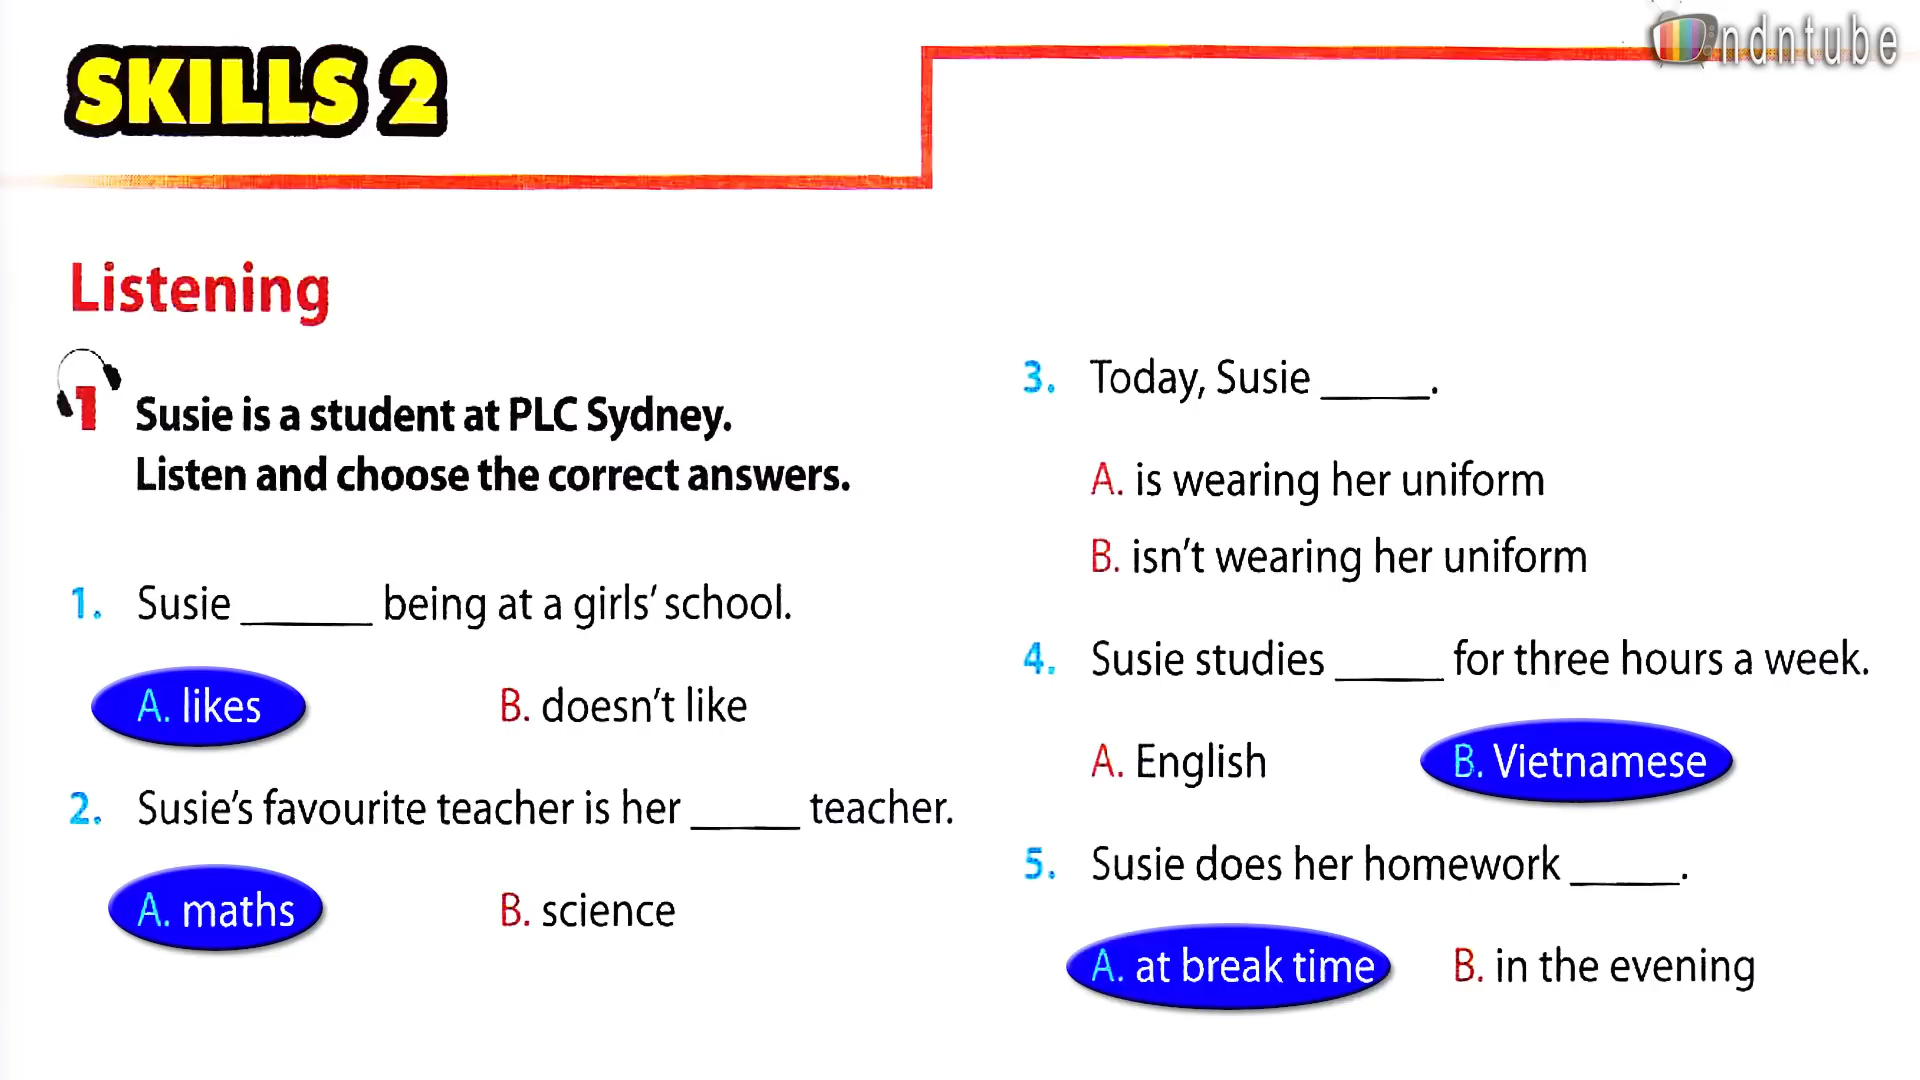 ndntube
SKILLS 2
Listening
1 Susie is a student at PLC Sydney.
Listen and choose the correct answers.
1. Susie ______ being at a girls' school.
A. likes B. doesn't like
2. Susie's favourite teacher is her _____ teacher.
A. maths B. science
3. Today, Susie _____.
A. is wearing her uniform
B. isn't wearing her uniform
4. Susie studies _____ for three hours a week.
A. English B. Vietnamese
5. Susie does her homework _____.
A. at break time B. in the evening